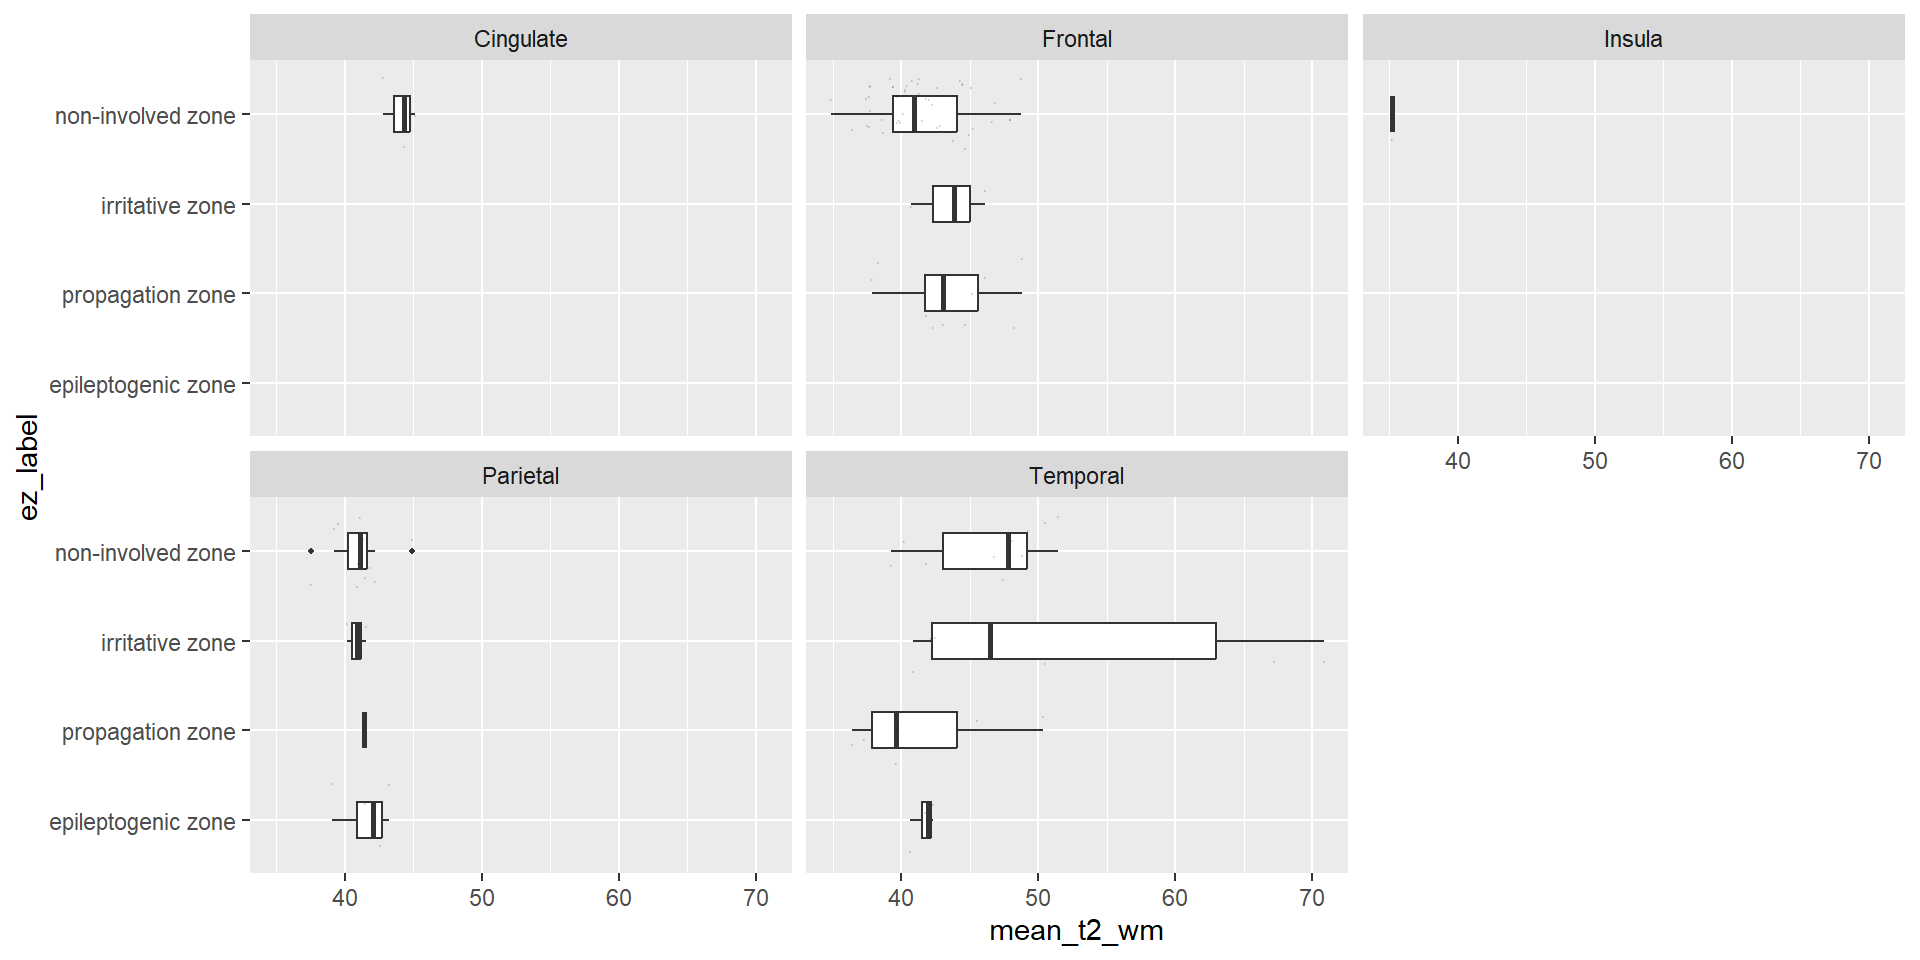 Cingulate
Frontal
Insula
non-involved zone
irritative zone
propagation zone
epileptogenic zone
40 50 60 70
Parietal
Temporal
non-involved zone
irritative zone
propagation zone
epileptogenic zone
40 50 60 70
40 50 60 70
mean_t2_wm
ez_label